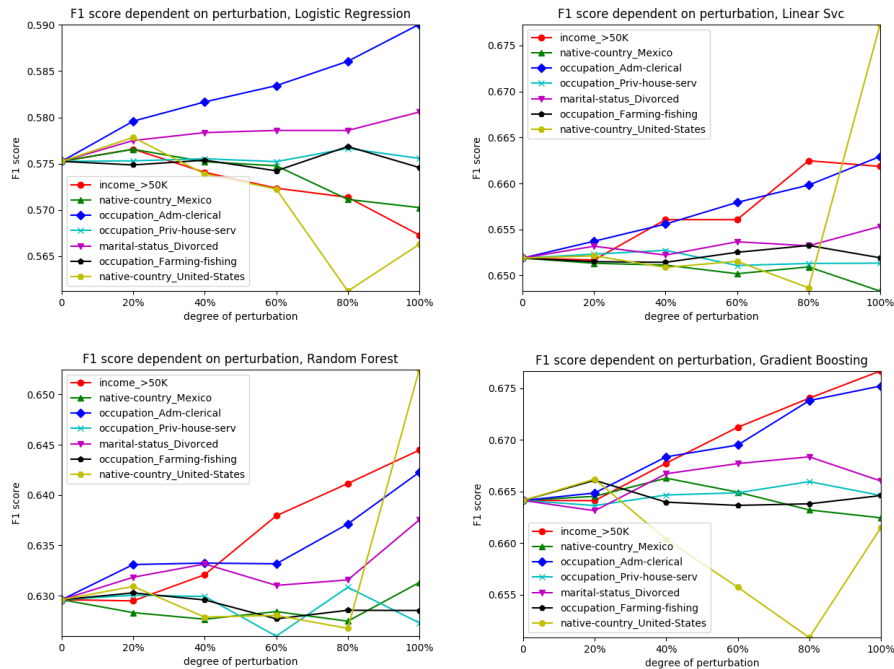 F1 score dependent on perturbation, Logistic Regression
0.590
0.585
0.580
0.575
0.570
0.565
F1 score
income_>50K
native-country_Mexico
occupation_Adm-clerical
occupation_Priv-house-serv
marital-status_Divorced
occupation_Farming-fishing
native-country_United-States
0 20% 40% 60% 80% 100%
degree of perturbation
F1 score dependent on perturbation, Linear Svc
0.675
0.670
0.665
0.660
0.655
0.650
F1 score
income_>50K
native-country_Mexico
occupation_Adm-clerical
occupation_Priv-house-serv
marital-status_Divorced
occupation_Farming-fishing
native-country_United-States
0 20% 40% 60% 80% 100%
degree of perturbation
F1 score dependent on perturbation, Random Forest
0.650
0.645
0.640
0.635
0.630
F1 score
income_>50K
native-country_Mexico
occupation_Adm-clerical
occupation_Priv-house-serv
marital-status_Divorced
occupation_Farming-fishing
native-country_United-States
0 20% 40% 60% 80% 100%
degree of perturbation
F1 score dependent on perturbation, Gradient Boosting
0.675
0.670
0.665
0.660
0.655
F1 score
income_>50K
native-country_Mexico
occupation_Adm-clerical
occupation_Priv-house-serv
marital-status_Divorced
occupation_Farming-fishing
native-country_United-States
0 20% 40% 60% 80% 100%
degree of perturbation